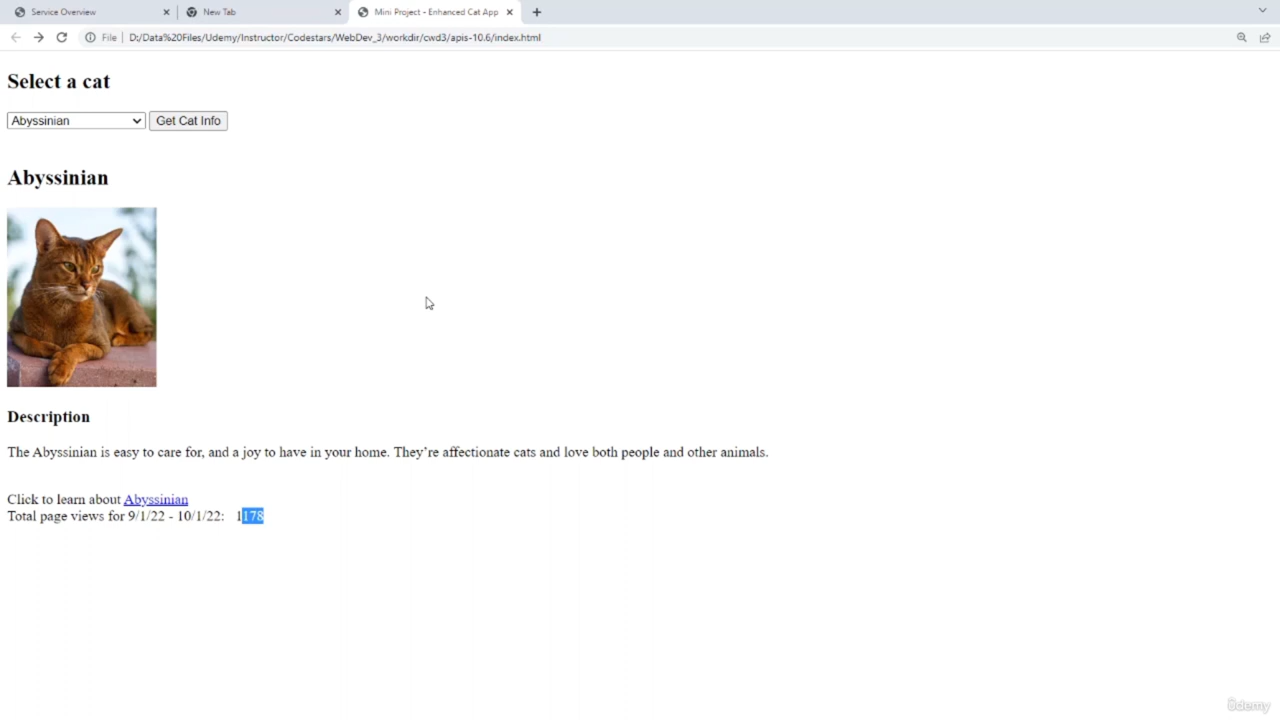 Service Overview
New Tab
Mini Project - Enhanced Cat App
File
D:/Data%20Files/Udemy/Instructor/Codestars/WebDev_3/workdir/cwd3/apis-10.6/index.html
Select a cat
Abyssinian
Get Cat Info
Abyssinian
Description
The Abyssinian is easy to care for, and a joy to have in your home. They’re affectionate cats and love both people and other animals.
Click to learn about Abyssinian
Total page views for 9/1/22 - 10/1/22: 1178
ûdemy